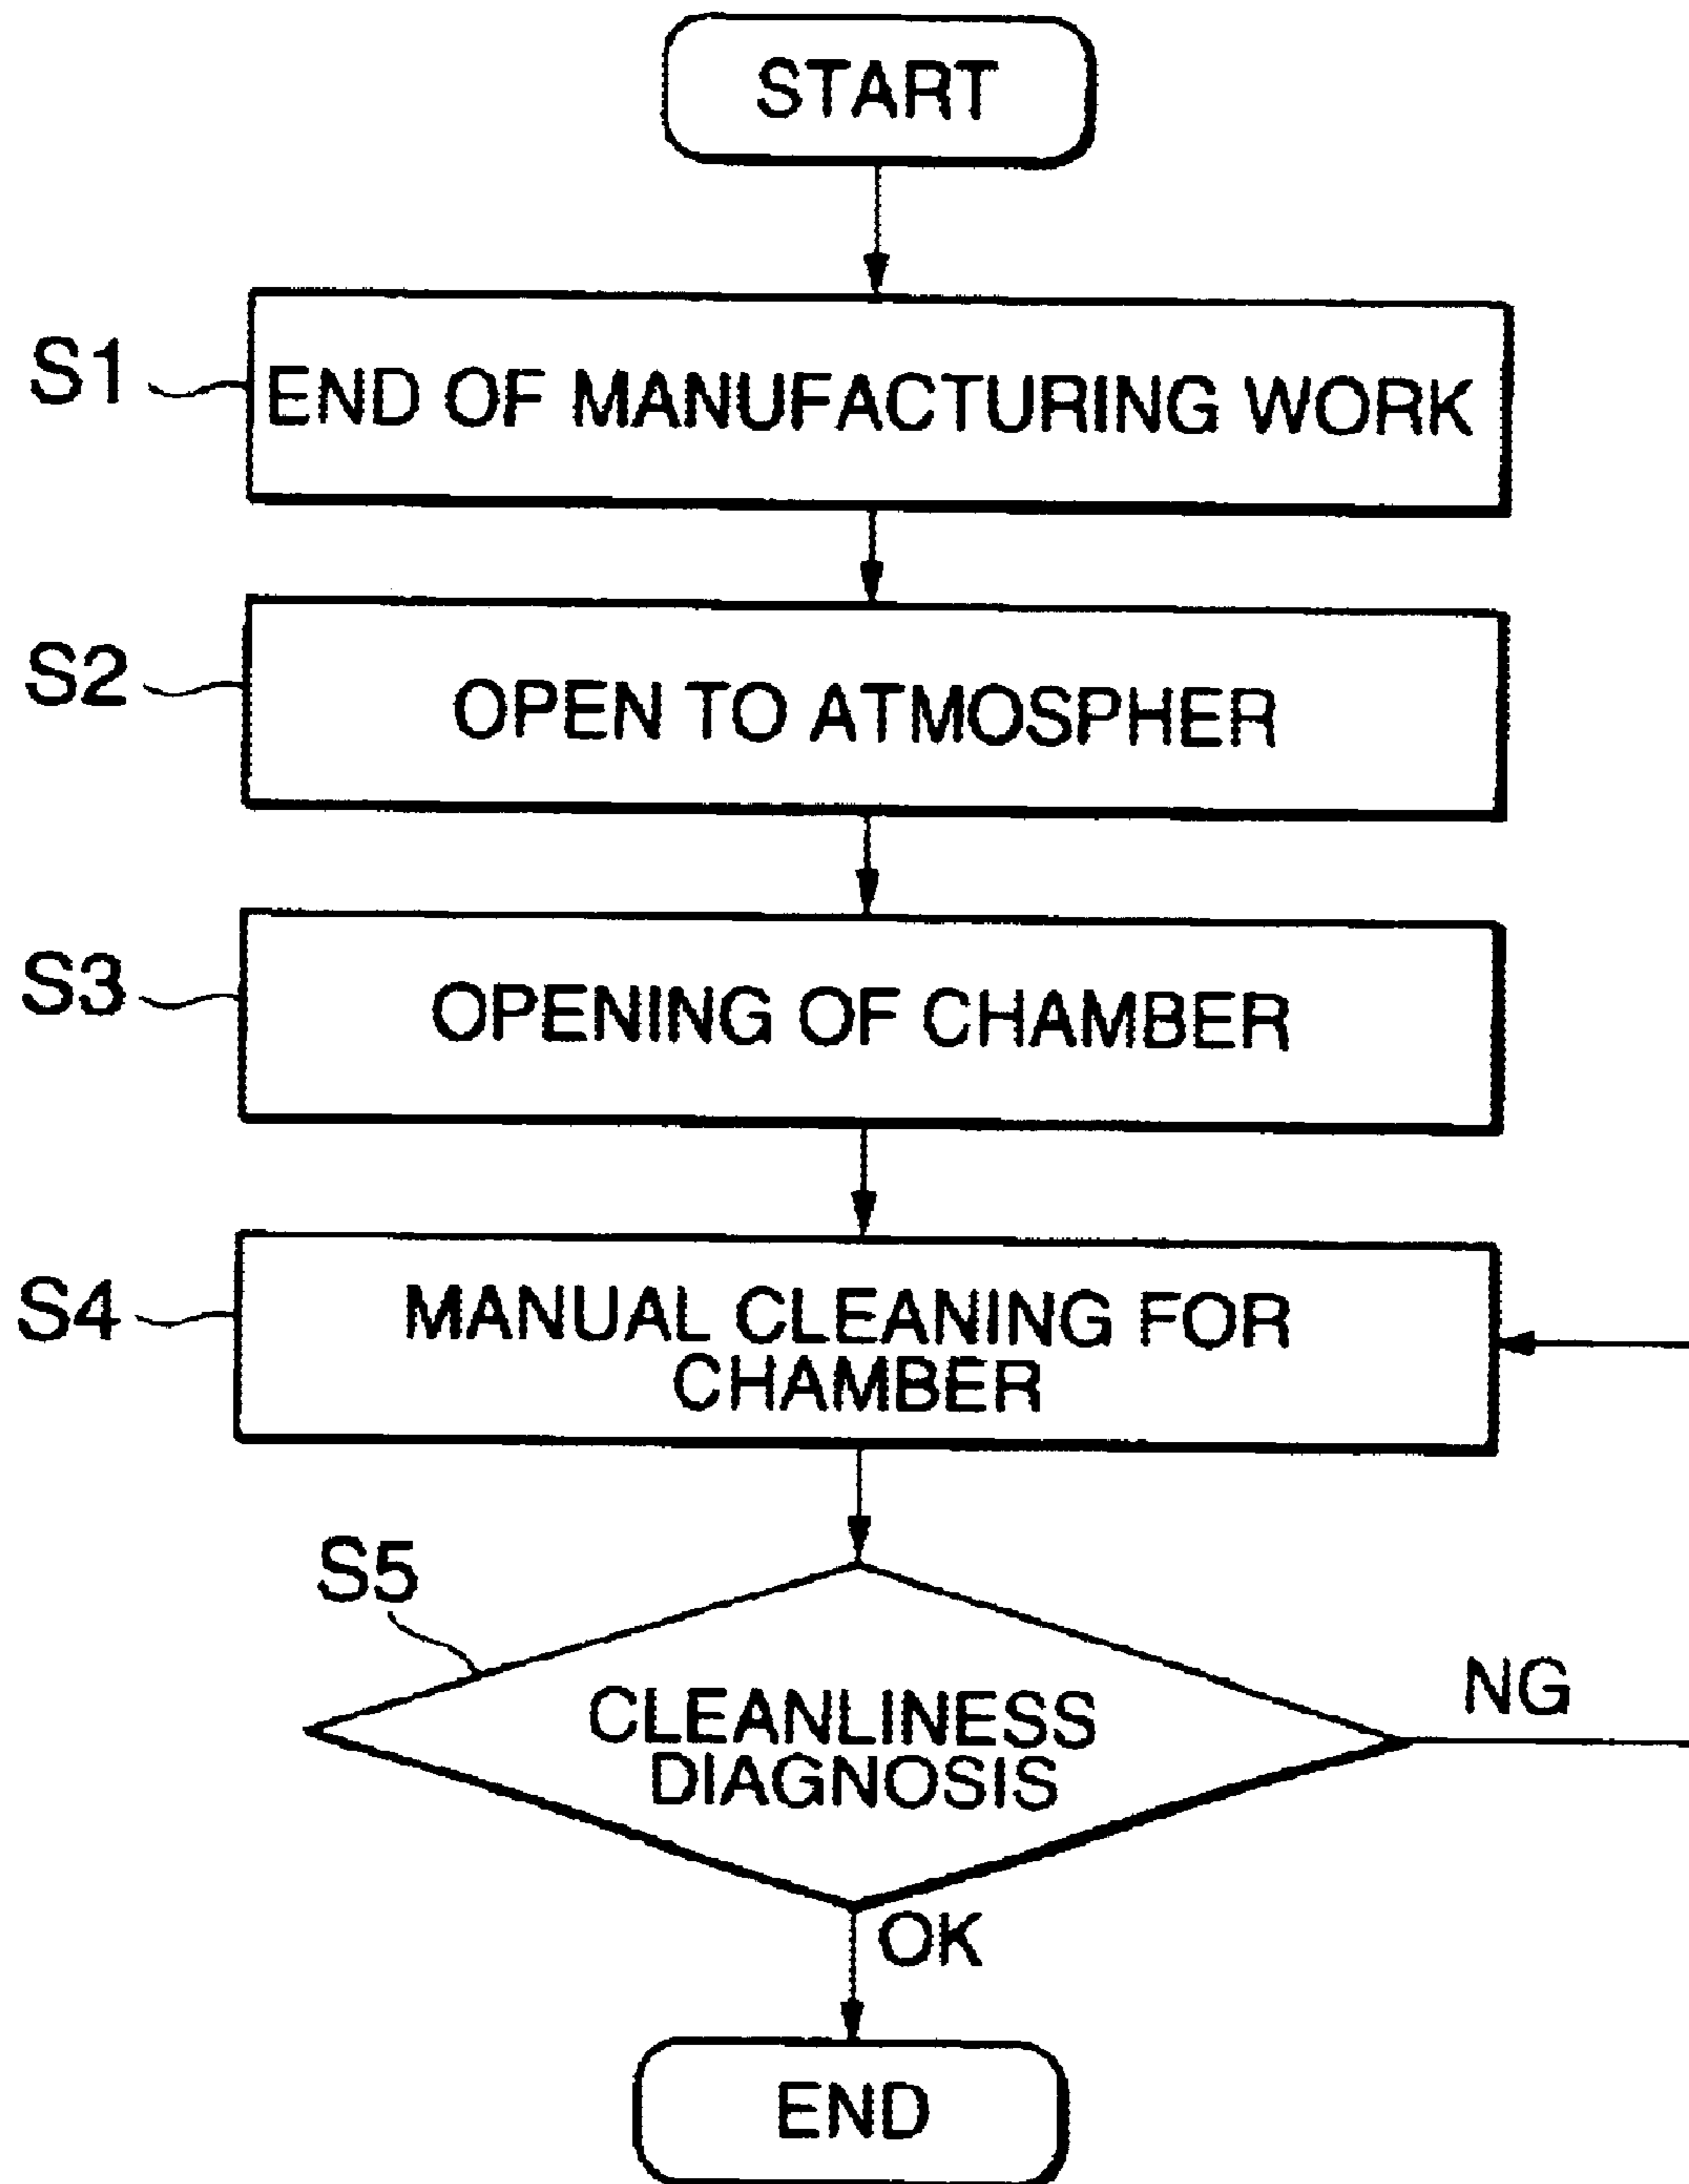 START
S1
END OF MANUFACTURING WORK
S2
OPEN TO ATMOSPHER
S3
OPENING OF CHAMBER
S4
MANUAL CLEANING FOR
CHAMBER
S5
CLEANLINESS
DIAGNOSIS
NG
OK
END